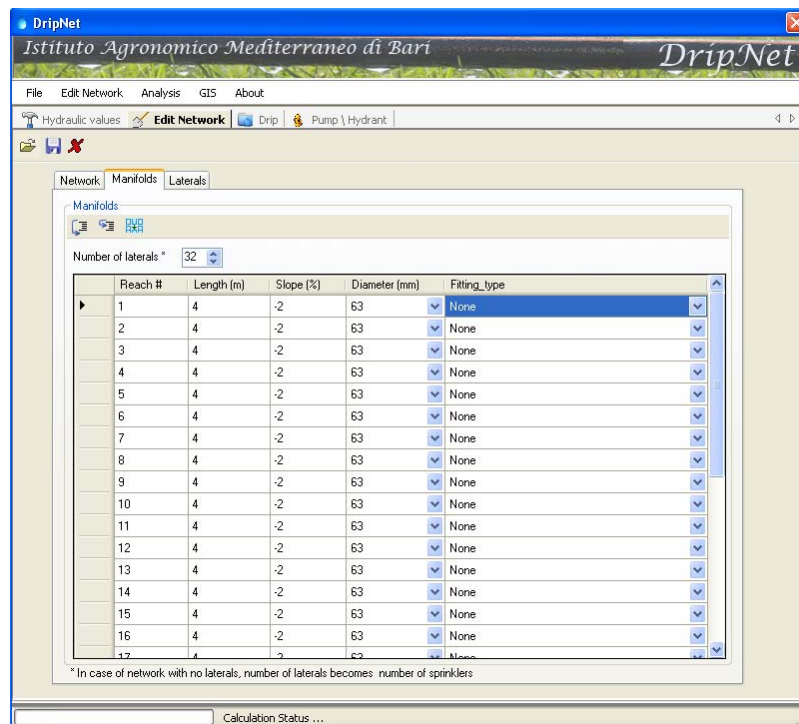 DripNet
Istituto Agronomico Mediterraneo di Bari
DripNet
File Edit Network Analysis GIS About
Hydraulic values Edit Network Drip Pump \ Hydrant
Network Manifolds Laterals
Manifolds
Number of laterals * 32
Reach # Length (m) Slope (%) Diameter (mm) Fitting_type
1 4 -2 63 None
2 4 -2 63 None
3 4 -2 63 None
4 4 -2 63 None
5 4 -2 63 None
6 4 -2 63 None
7 4 -2 63 None
8 4 -2 63 None
9 4 -2 63 None
10 4 -2 63 None
11 4 -2 63 None
12 4 -2 63 None
13 4 -2 63 None
14 4 -2 63 None
15 4 -2 63 None
16 4 -2 63 None
17 4 -2 63 None
* In case of network with no laterals, number of laterals becomes number of sprinklers
Calculation Status ...